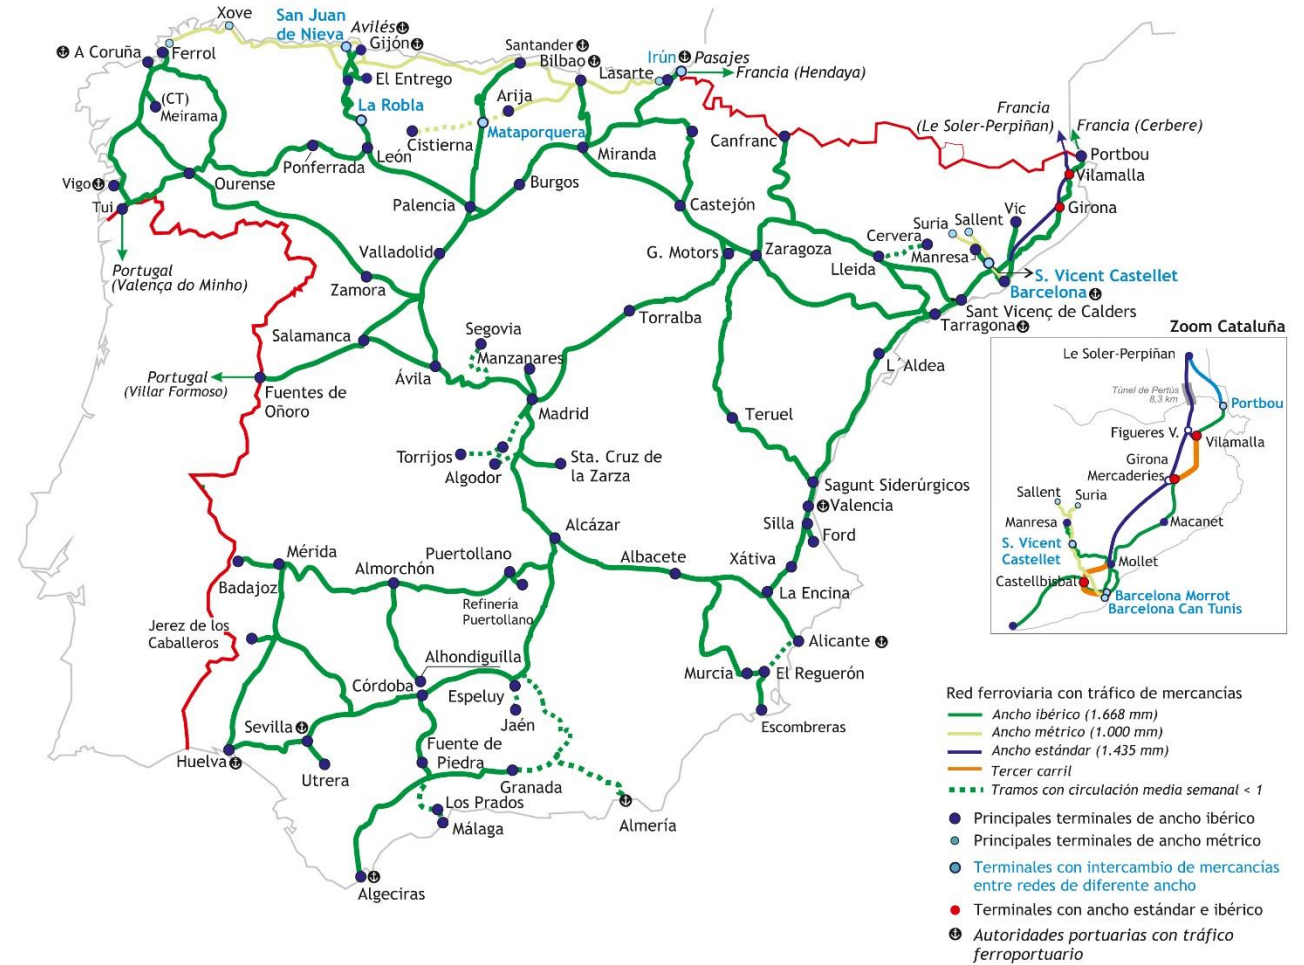 Xove
San Juan
de Nieva
Avilés
Gijón
A Coruña
Ferrol
El Entrego
(CT)
Meirama
La Robla
Santander
Bilbao
Arija
Lasarte
Irún
Pasajes
Francia (Hendaya)
Cistierna
Mataporquera
Ponferrada
León
Miranda
Canfranc
Francia
(Le Soler-Perpiñan)
Francia (Cerbere)
Portbou
Vilamalla
Girona
Vigo
Tui
Ourense
Palencia
Burgos
Castejón
Suria
Sallent
Vic
Cervera
Manresa
Lleida
S. Vicent Castellet
Barcelona
Sant Vicenç de Calders
Tarragona
Portugal
(Valença do Minho)
Valladolid
Zamora
G. Motors
Zaragoza
Torralba
Salamanca
Segovia
Manzanares
Ávila
L´Aldea
Portugal
(Villar Formoso)
Fuentes de
Oñoro
Madrid
Teruel
Torrijos
Algodor
Sta. Cruz de
la Zarza
Sagunt Siderúrgicos
Valencia
Silla
Ford
Alcázar
Albacete
Xátiva
La Encina
Mérida
Badajoz
Almorchón
Puertollano
Refinería
Puertollano
Jerez de los
Caballeros
Alhondiguilla
Córdoba
Espeluy
Jaén
Murcia
El Reguerón
Alicante
Escombreras
Sevilla
Huelva
Utrera
Fuente de
Piedra
Granada
Los Prados
Málaga
Almería
Algeciras
Zoom Cataluña
Le Soler-Perpiñan
Túnel de Pertús
8,3 km
Portbou
Figueres V.
Vilamalla
Girona
Mercaderies
Sallent
Suria
Manresa
Macanet
S. Vicent
Castellet
Mollet
Castellbisbal
Barcelona Morrot
Barcelona Can Tunis
Red ferroviaria con tráfico de mercancías
Ancho ibérico (1.668 mm)
Ancho métrico (1.000 mm)
Ancho estándar (1.435 mm)
Tercer carril
Tramos con circulación media semanal < 1
Principales terminales de ancho ibérico
Principales terminales de ancho métrico
Terminales con intercambio de mercancías
entre redes de diferente ancho
Terminales con ancho estándar e ibérico
Autoridades portuarias con tráfico
ferroportuario